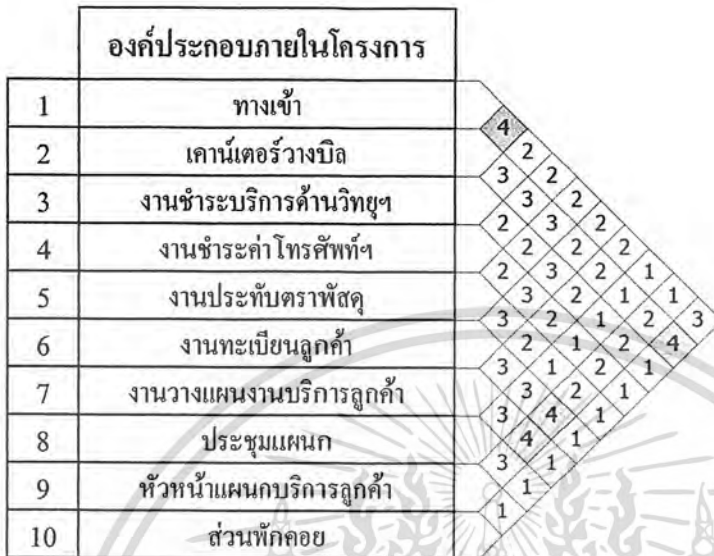 องค์ประกอบภายในโครงการ
1 ทางเข้า
4
2 เคาน์เตอร์วางบิล 2
3 2
3 งานชำระบริการด้านวิทยุฯ 3 2
2 3 2
4 งานชำระค่าโทรศัพท์ฯ 2 2 2
2 3 2 1
5 งานประทับตราพัสดุ 3 2 1 1
3 2 1 2 3
6 งานทะเบียนลูกค้า 2 1 2 4
3 1 2 1
7 งานวางแผนงานบริการลูกค้า 3 2 1
3 4 1
8 ประชุมแผนก 4 1
3 1
9 หัวหน้าแผนกบริการลูกค้า 1
1
10 ส่วนพักคอย